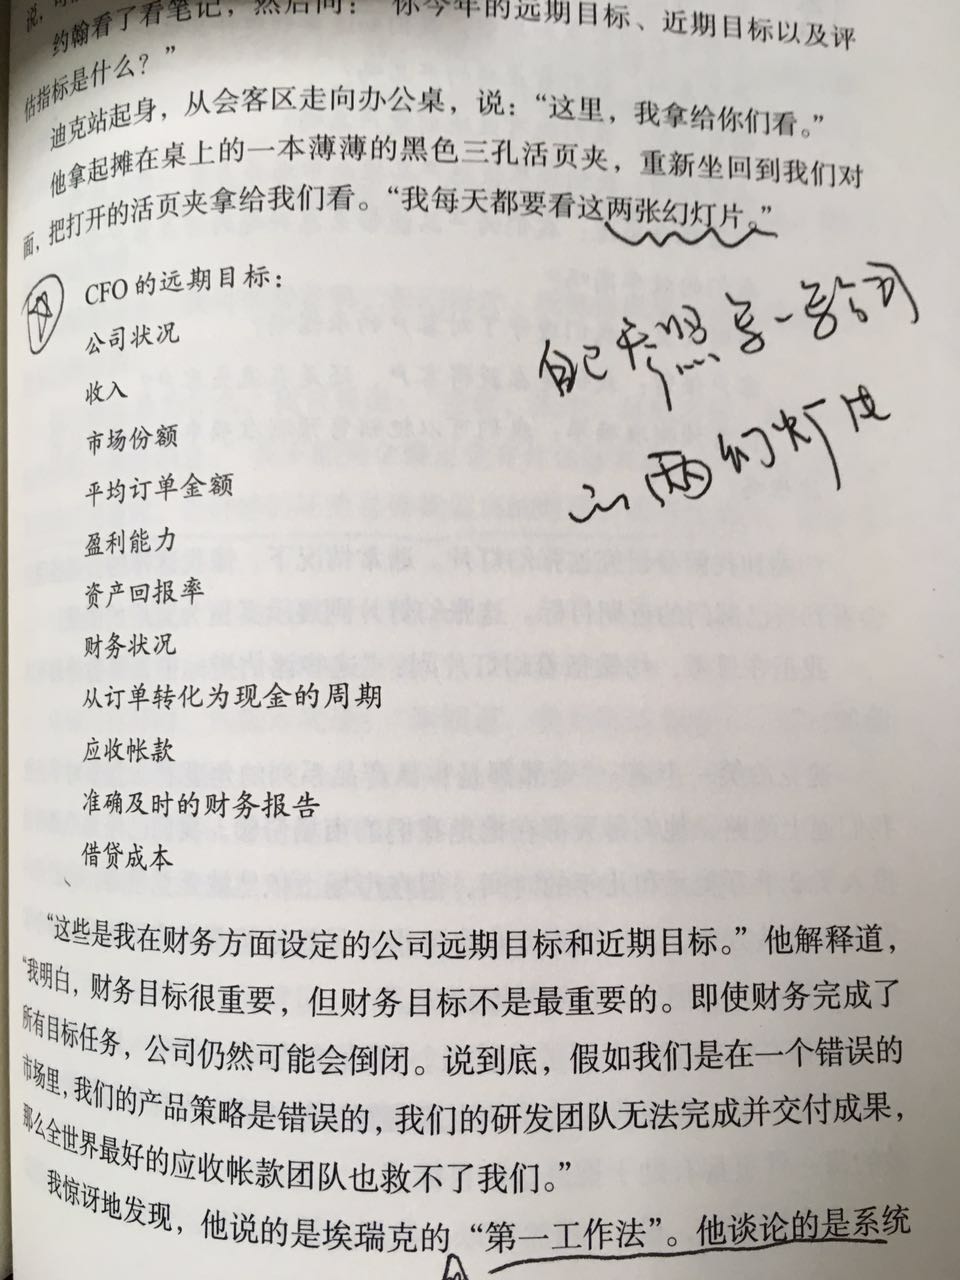 约翰看了看笔记，然后问：“你今年的远期目标、近期目标以及评
估指标是什么？”
迪克站起身，从会客区走向办公桌，说：“这里，我拿给你们看。”
他拿起摊在桌上的一本薄薄的黑色三孔活页夹，重新坐回到我们对
面，把打开的活页夹拿给我们看。“我每天都要看这两张幻灯片。”
CFO 的远期目标：
公司状况
收入
市场份额
平均订单金额
盈利能力
资产回报率
财务状况
从订单转化为现金的周期
应收帐款
准确及时的财务报告
借贷成本
自己参照写一写公司
的两幻灯片
“这些是我在财务方面设定的公司远期目标和近期目标。”他解释道，
“我明白，财务目标很重要，但财务目标不是最重要的。即使财务完成了
所有目标任务，公司仍然可能会倒闭。说到底，假如我们是在一个错误的
市场里，我们的产品策略是错误的，我们的研发团队无法完成并交付成果，
那么全世界最好的应收帐款团队也救不了我们。”
我惊讶地发现，他说的是埃瑞克的“第一工作法”。他谈论的是系统